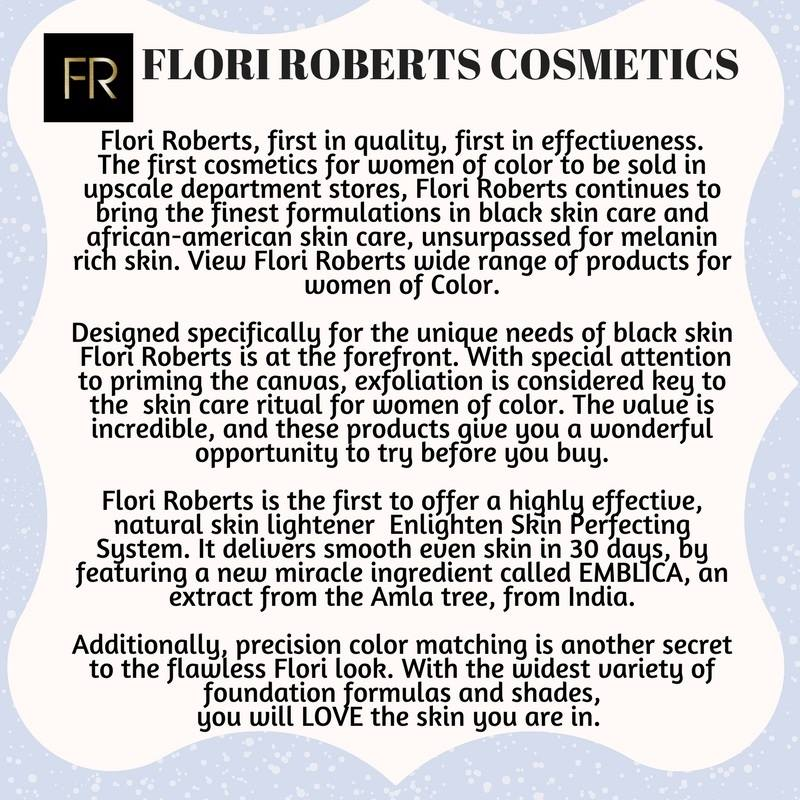 FR
FLORI ROBERTS COSMETICS
Flori Roberts, first in quality, first in effectiveness.
The first cosmetics for women of color to be sold in
upscale department stores, Flori Roberts continues to
bring the finest formulations in black skin care and
african-american skin care, unsurpassed for melanin
rich skin. View Flori Roberts wide range of products for
women of Color.
Designed specifically for the unique needs of black skin
Flori Roberts is at the forefront. With special attention
to priming the canvas, exfoliation is considered key to
the  skin care ritual for women of color. The value is
incredible, and these products give you a wonderful
opportunity to try before you buy.
Flori Roberts is the first to offer a highly effective,
natural skin lightener  Enlighten Skin Perfecting
System. It delivers smooth even skin in 30 days, by
featuring a new miracle ingredient called EMBLICA, an
extract from the Amla tree, from India.
Additionally, precision color matching is another secret
to the flawless Flori look. With the widest variety of
foundation formulas and shades,
you will LOVE the skin you are in.